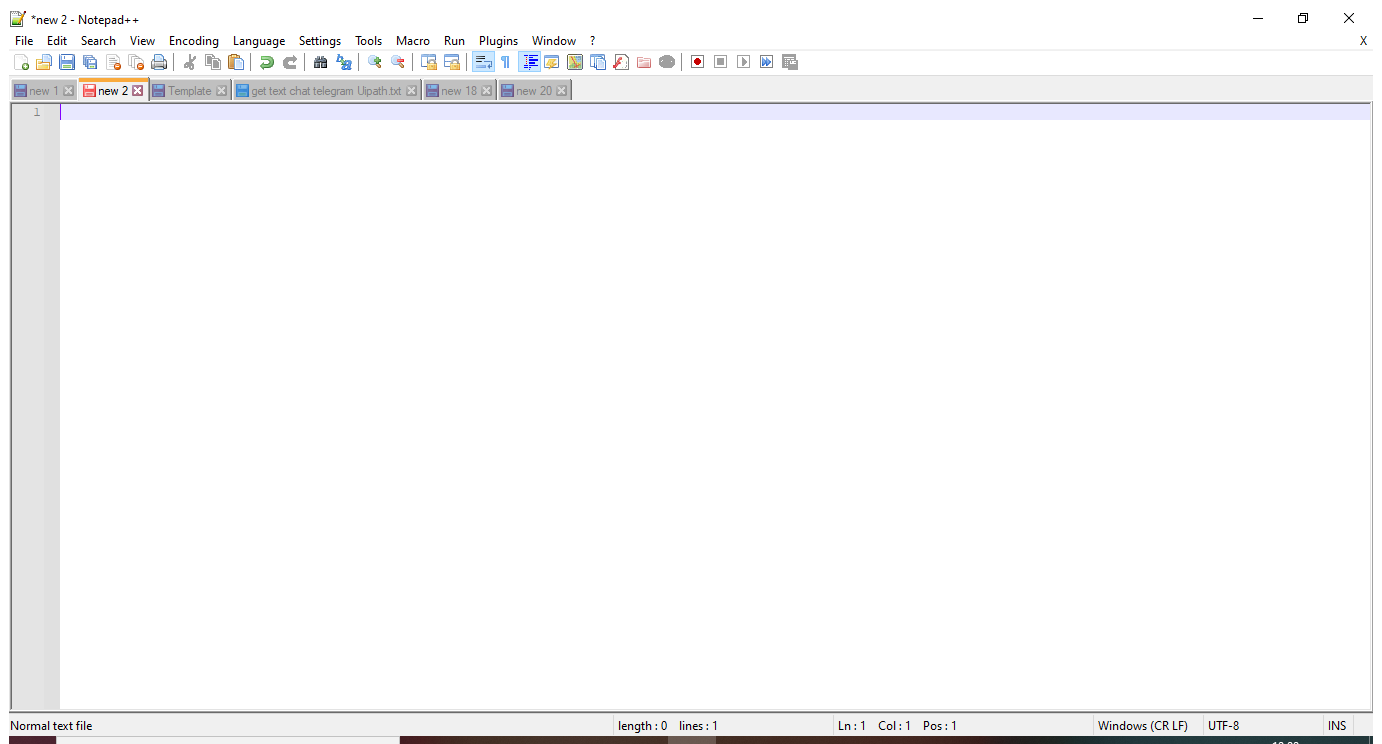 *new 2 - Notepad++
File Edit Search View Encoding Language Settings Tools Macro Run Plugins Window ? X
new 1 new 2 Template get text chat telegram Uipath.txt new 18 new 20
1
Normal text file length : 0 lines : 1 Ln : 1 Col : 1 Pos : 1 Windows (CR LF) UTF-8 INS